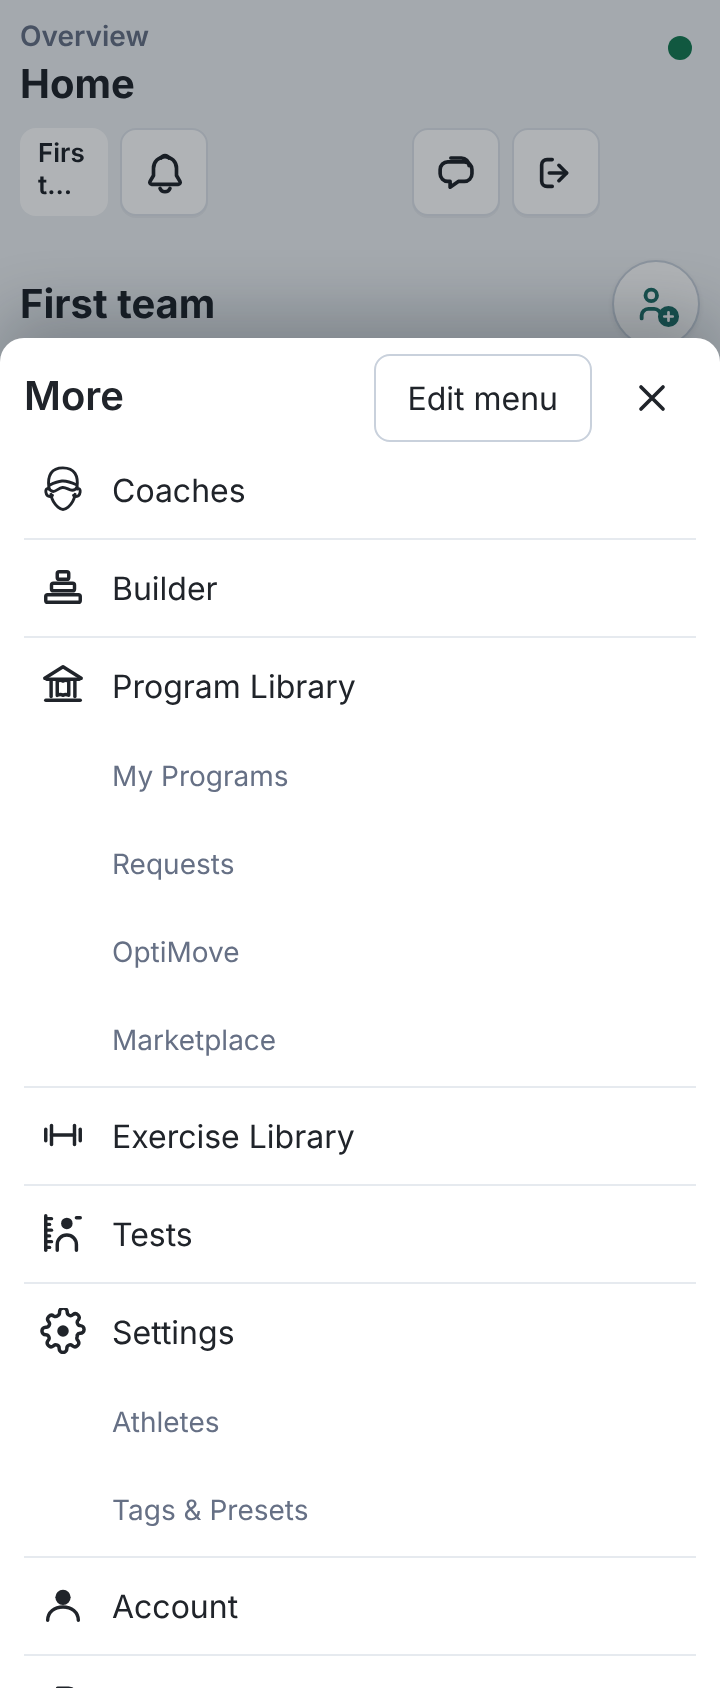 Overview
Home
Firs
t...
First team
More
Edit menu
Coaches
Builder
Program Library
My Programs
Requests
OptiMove
Marketplace
Exercise Library
Tests
Settings
Athletes
Tags & Presets
Account